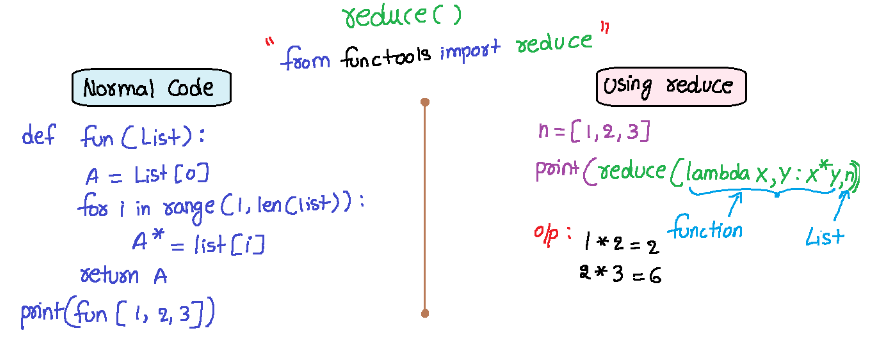 reduce()
"from functools import reduce"
Normal Code
def fun (List):
A = List [0]
for i in range (1, len(list)):
A* = list [i]
return A
print(fun [1, 2, 3])
Using reduce
n = [1, 2, 3]
print(reduce(lambda x, y : x*y, n))
function
List
o/p : 1 * 2 = 2
2 * 3 = 6